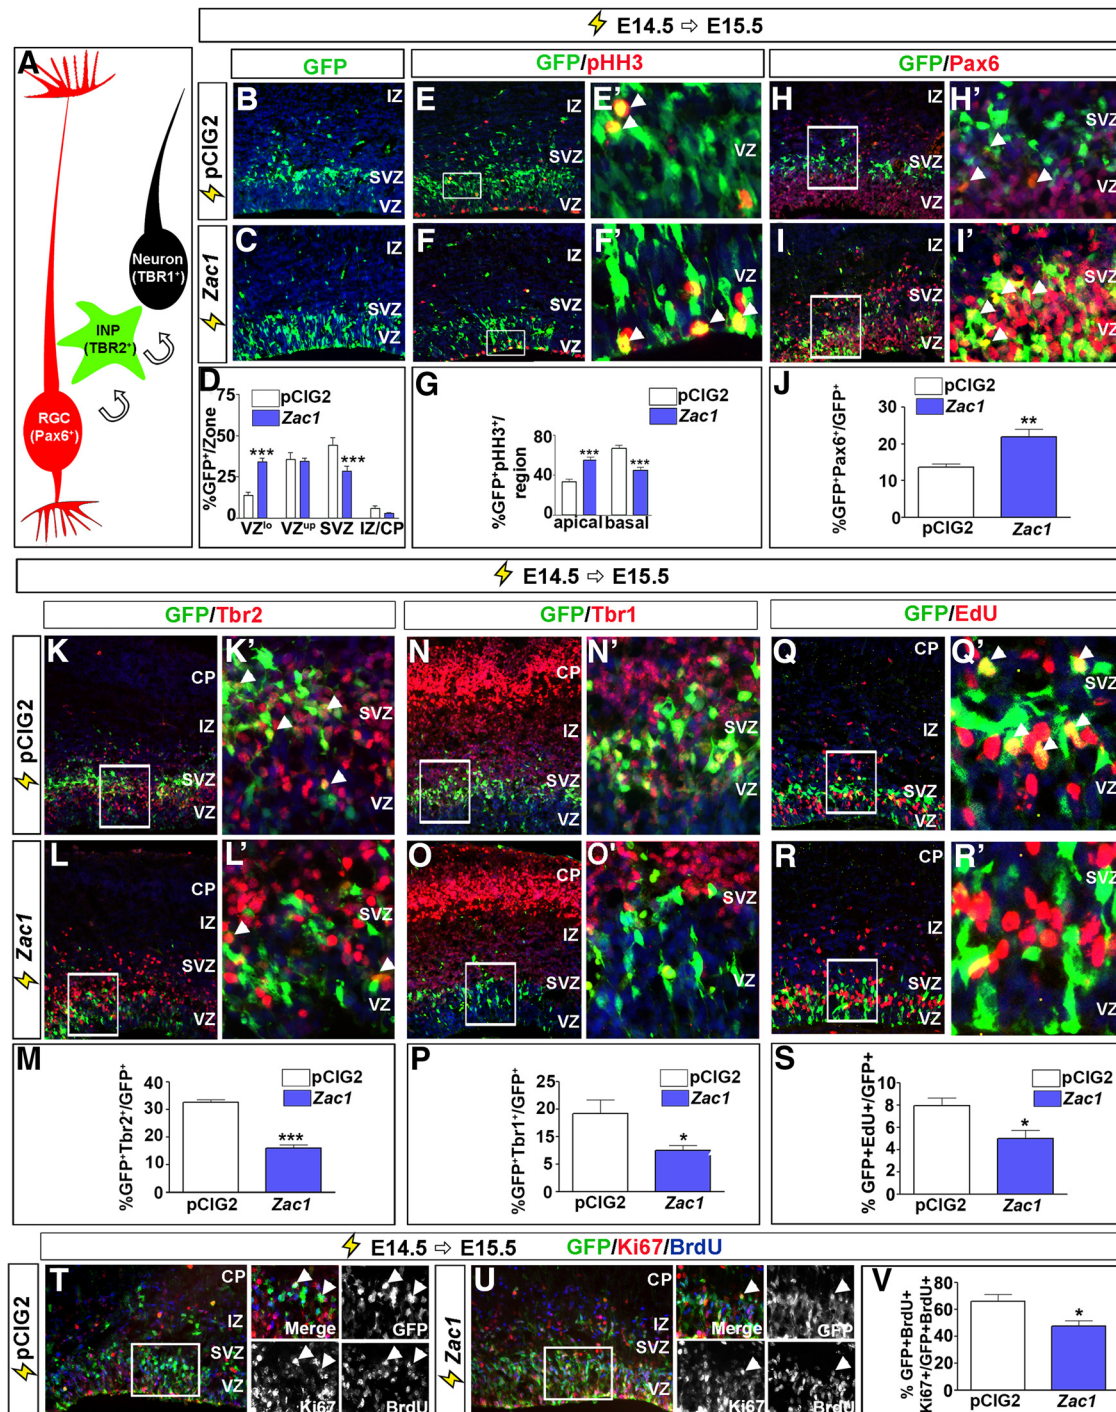 E14.5 ⇨ E15.5
A
GFP
GFP/pHH3
GFP/Pax6
pCIG2
B
IZ
SVZ
VZ
E
IZ
SVZ
VZ
E'
VZ
H
IZ
SVZ
VZ
H'
SVZ
VZ
Zac1
C
IZ
SVZ
VZ
F
IZ
SVZ
VZ
F'
VZ
I
IZ
SVZ
VZ
I'
SVZ
VZ
Neuron
(TBR1⁺)
INP
(TBR2⁺)
RGC
(Pax6⁺)
D
pCIG2
Zac1
%GFP⁺/Zone
75
50
25
0
***
***
VZˡᵒ VZᵘᵖ SVZ IZ/CP
G
pCIG2
Zac1
%GFP⁺pHH3⁺/
region
80
40
0
***
***
apical basal
J
pCIG2
Zac1
%GFP⁺Pax6⁺/GFP⁺
30
20
10
0
**
pCIG2 Zac1
E14.5 ⇨ E15.5
GFP/Tbr2
GFP/Tbr1
GFP/EdU
pCIG2
K
CP
IZ
SVZ
VZ
K'
SVZ
VZ
N
CP
IZ
SVZ
VZ
N'
SVZ
VZ
Q
CP
IZ
SVZ
VZ
Q'
SVZ
VZ
Zac1
L
CP
IZ
SVZ
VZ
L'
SVZ
VZ
O
CP
IZ
SVZ
VZ
O'
SVZ
VZ
R
CP
IZ
SVZ
VZ
R'
SVZ
VZ
M
pCIG2
Zac1
%GFP⁺Tbr2⁺/GFP⁺
40
30
20
10
0
***
pCIG2 Zac1
P
pCIG2
Zac1
%GFP⁺Tbr1⁺/GFP⁺
25
20
15
10
5
0
*
pCIG2 Zac1
S
pCIG2
Zac1
% GFP+EdU+/GFP+
10
8
6
4
2
0
*
pCIG2 Zac1
E14.5 ⇨ E15.5 GFP/Ki67/BrdU
pCIG2
T
CP
IZ
SVZ
VZ
Merge
GFP
Ki67
BrdU
Zac1
U
CP
IZ
SVZ
VZ
Merge
GFP
Ki67
BrdU
V
% GFP+BrdU+
Ki67+/GFP+BrdU+
80
60
40
20
0
*
pCIG2 Zac1